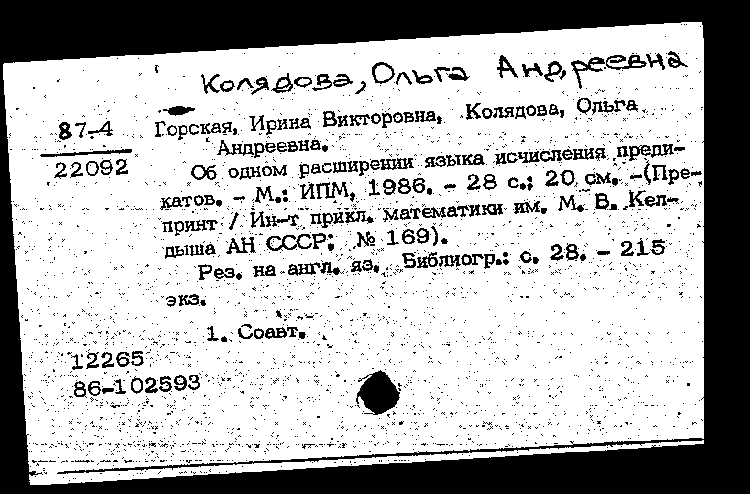 Колядова, Ольга Андреевна
87-4
22092
Горская, Ирина Викторовна, Колядова, Ольга
Андреевна.
Об одном расширении языка исчисления преди-
катов. - М.: ИПМ, 1986. - 28 с.; 20 см. -(Пре-
принт / Ин-т прикл. математики им. М. В. Кел-
дыша АН СССР; № 169).
Рез. на англ. яз. Библиогр.: с. 28. - 215
экз.
1. Соавт.
12265
86-102593